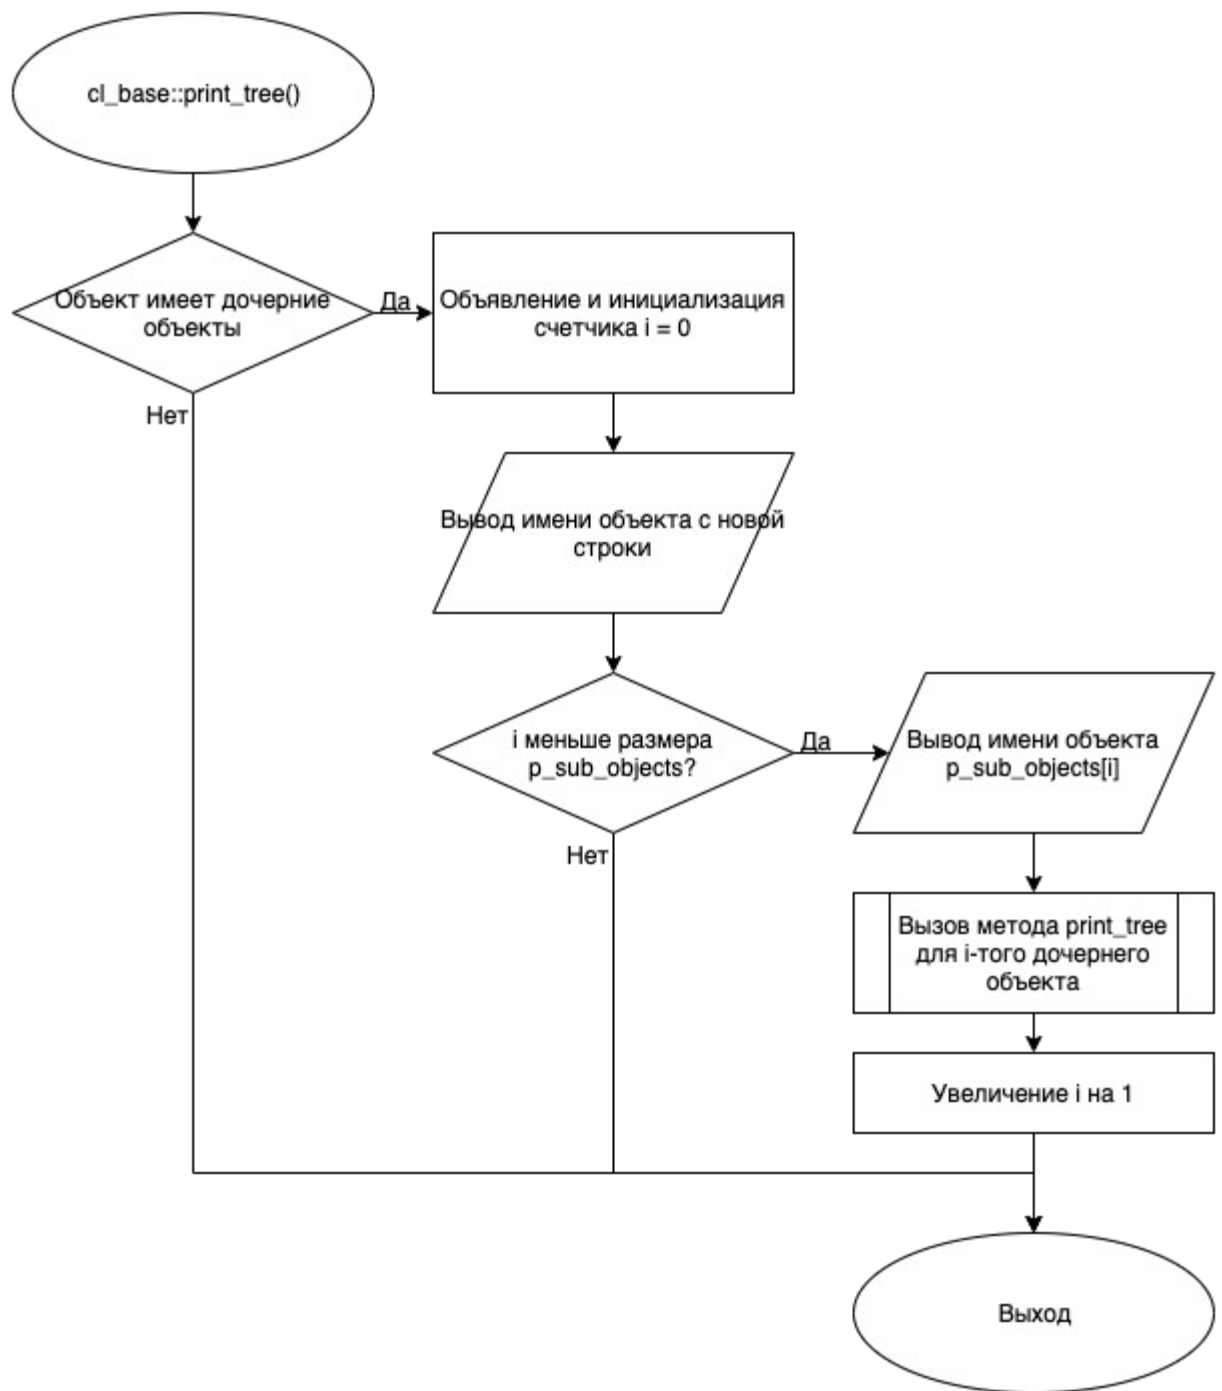 cl_base::print_tree()
Объект имеет дочерние
объекты
Да
Объявление и инициализация
счетчика i = 0
Нет
Вывод имени объекта с новой
строки
i меньше размера
p_sub_objects?
Да
Вывод имени объекта
p_sub_objects[i]
Нет
Вызов метода print_tree
для i-того дочернего
объекта
Увеличение i на 1
Выход